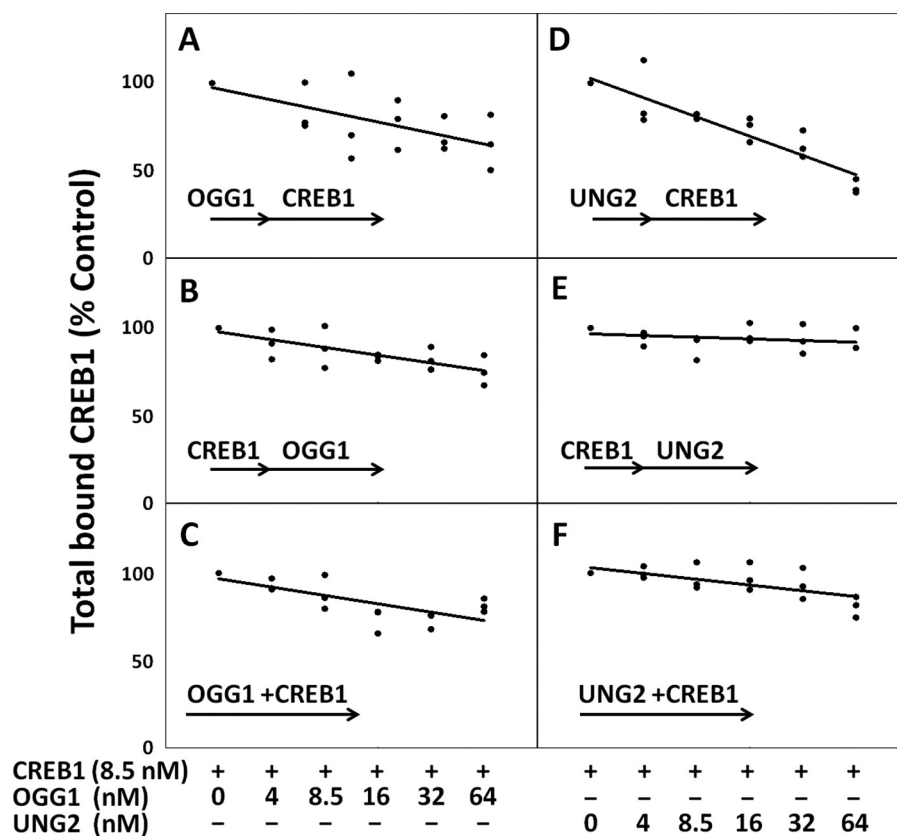 Total bound CREB1 (% Control)
A
100
50
0
OGG1 CREB1
D
UNG2 CREB1
B
100
50
0
CREB1 OGG1
E
CREB1 UNG2
C
100
50
0
OGG1 +CREB1
F
UNG2 +CREB1
CREB1 (8.5 nM) + + + + + + + + + + + +
OGG1 (nM) 0 4 8.5 16 32 64 – – – – – –
UNG2 (nM) – – – – – – 0 4 8.5 16 32 64